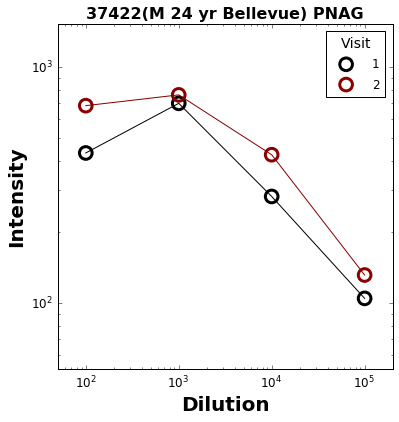 37422(M 24 yr Bellevue) PNAG
Visit
1
2
10³
10²
Intensity
10² 10³ 10⁴ 10⁵
Dilution